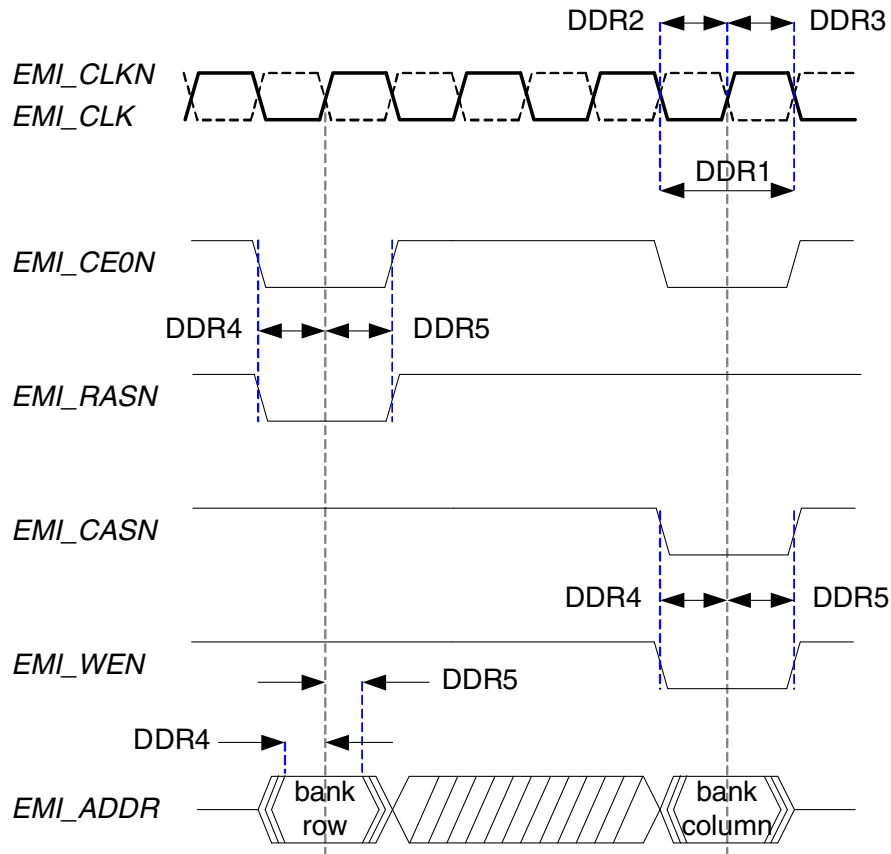 DDR2 DDR3
EMI_CLKN
EMI_CLK
DDR1
EMI_CE0N
DDR4 DDR5
EMI_RASN
EMI_CASN
DDR4 DDR5
EMI_WEN
DDR5
DDR4
EMI_ADDR
bank
row
bank
column